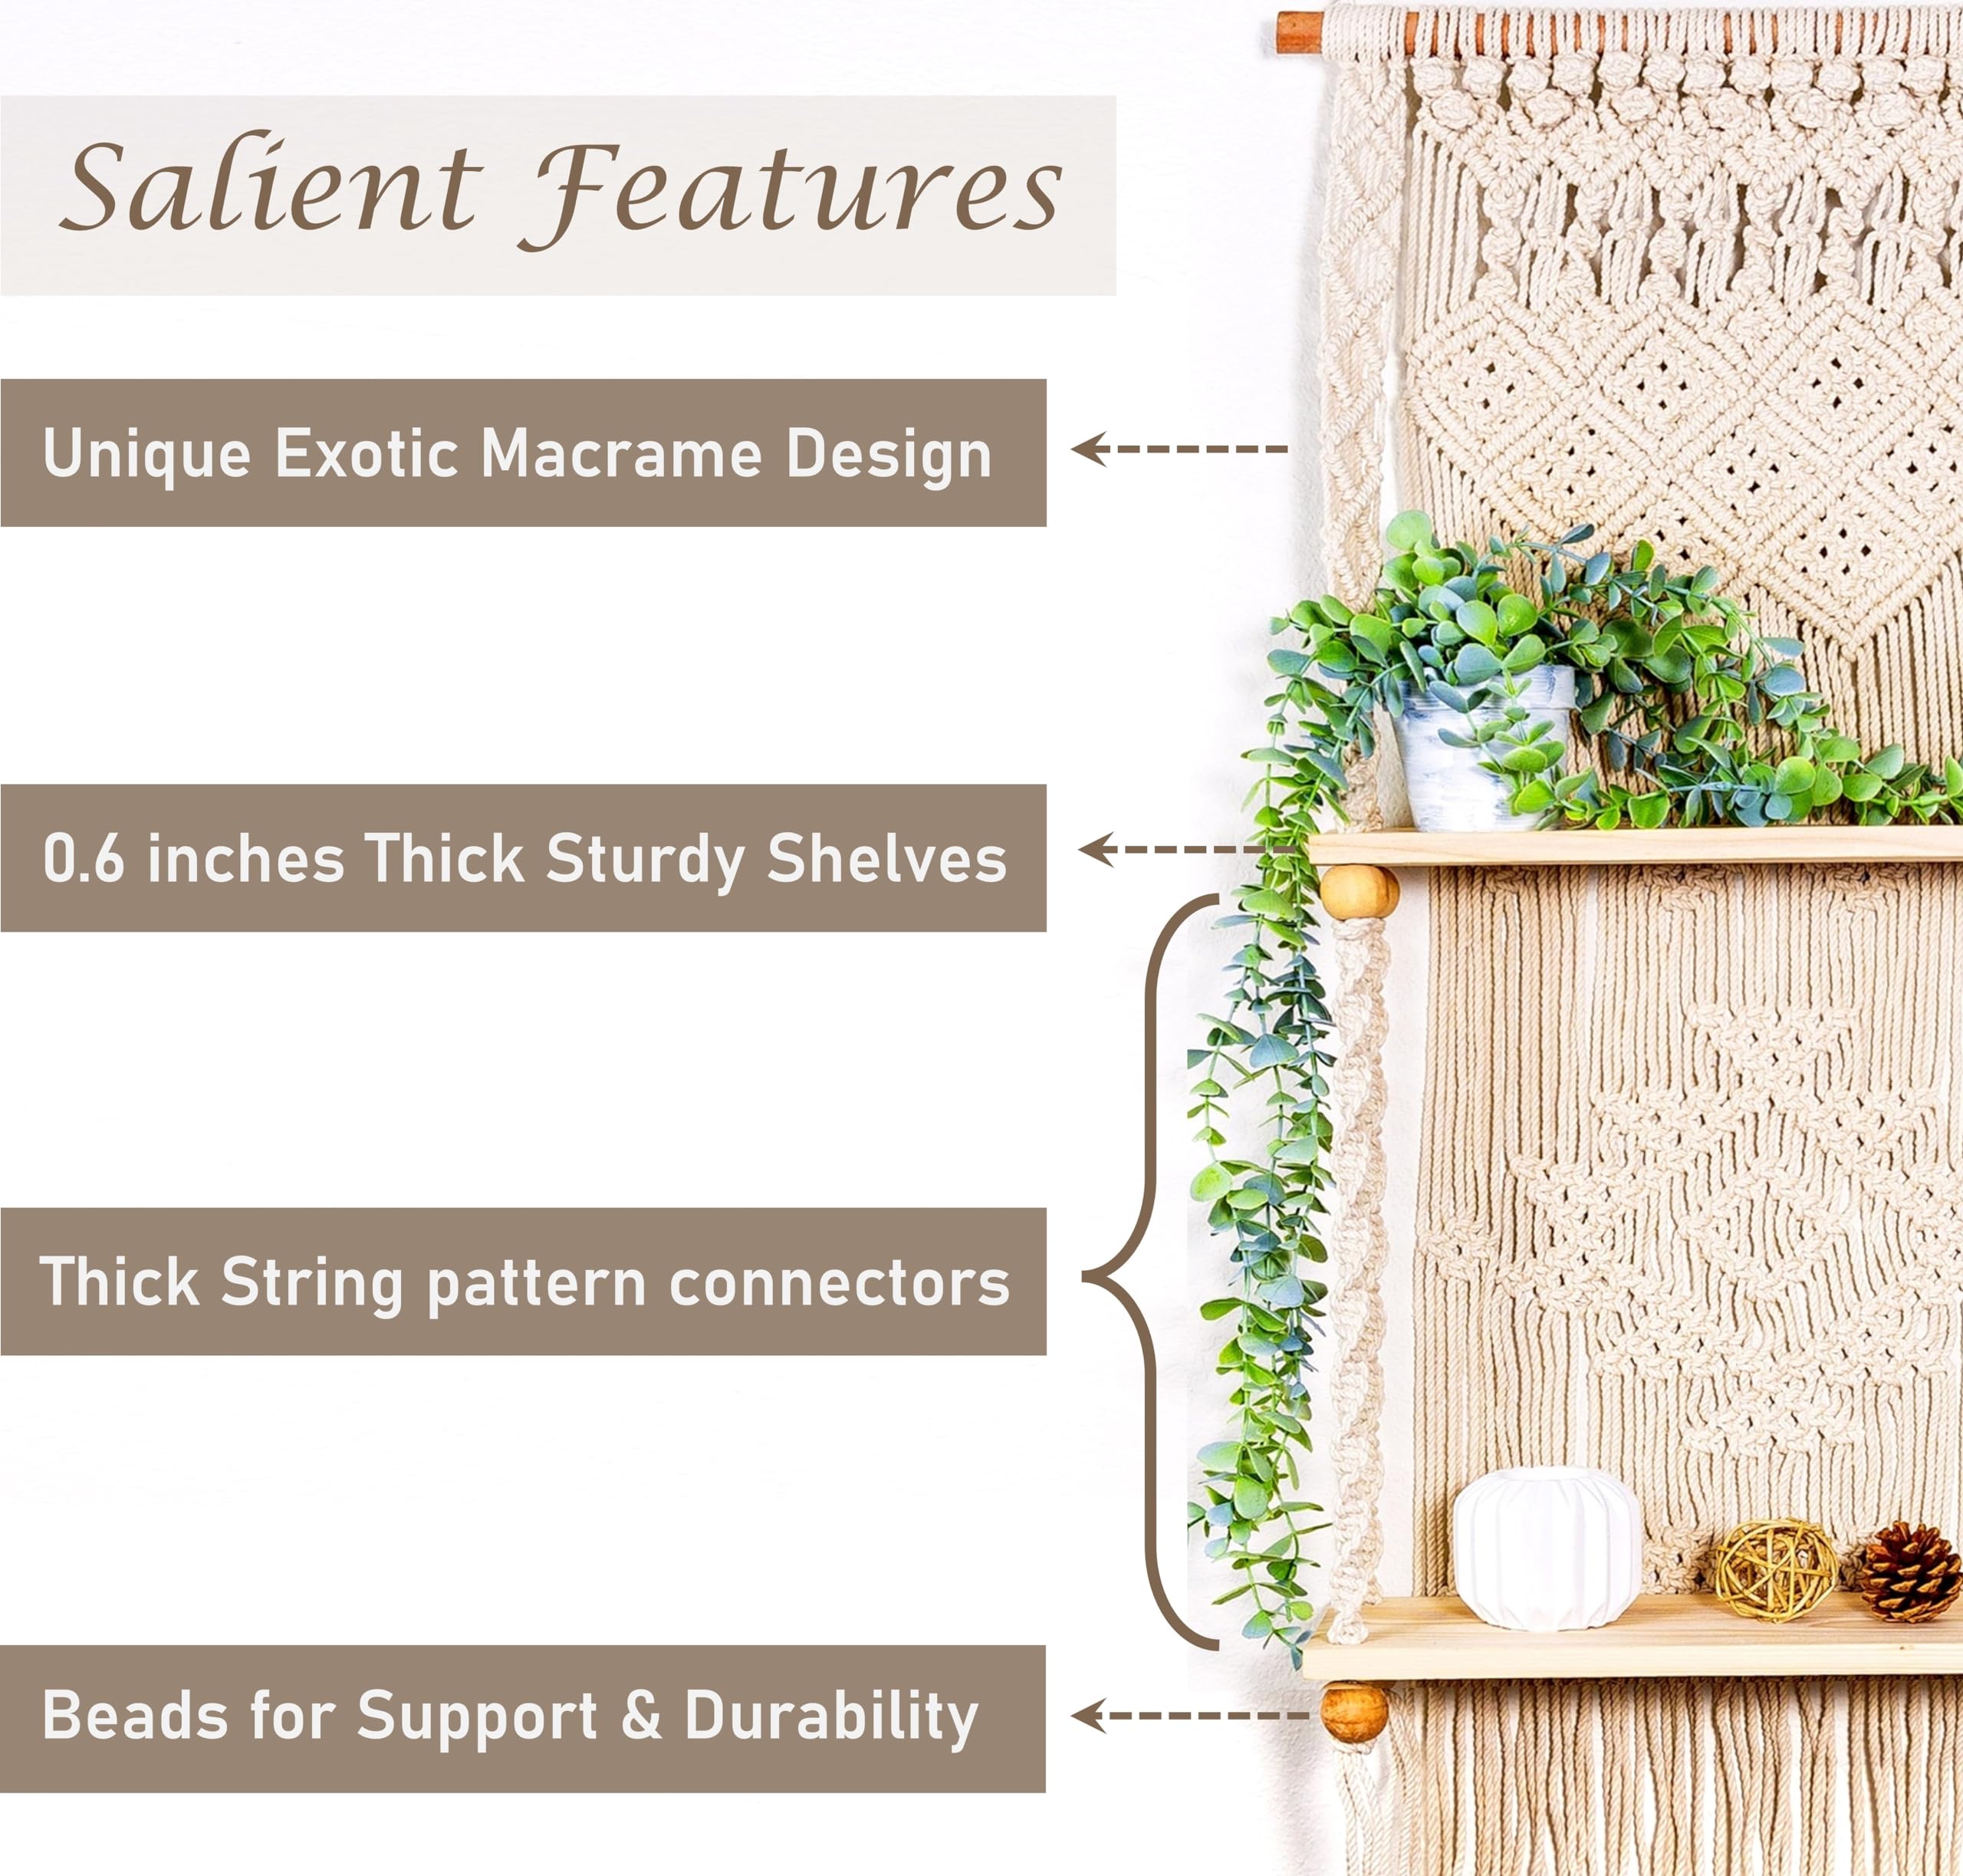 Salient Features
Unique Exotic Macrame Design
0.6 inches Thick Sturdy Shelves
Thick String pattern connectors
Beads for Support & Durability